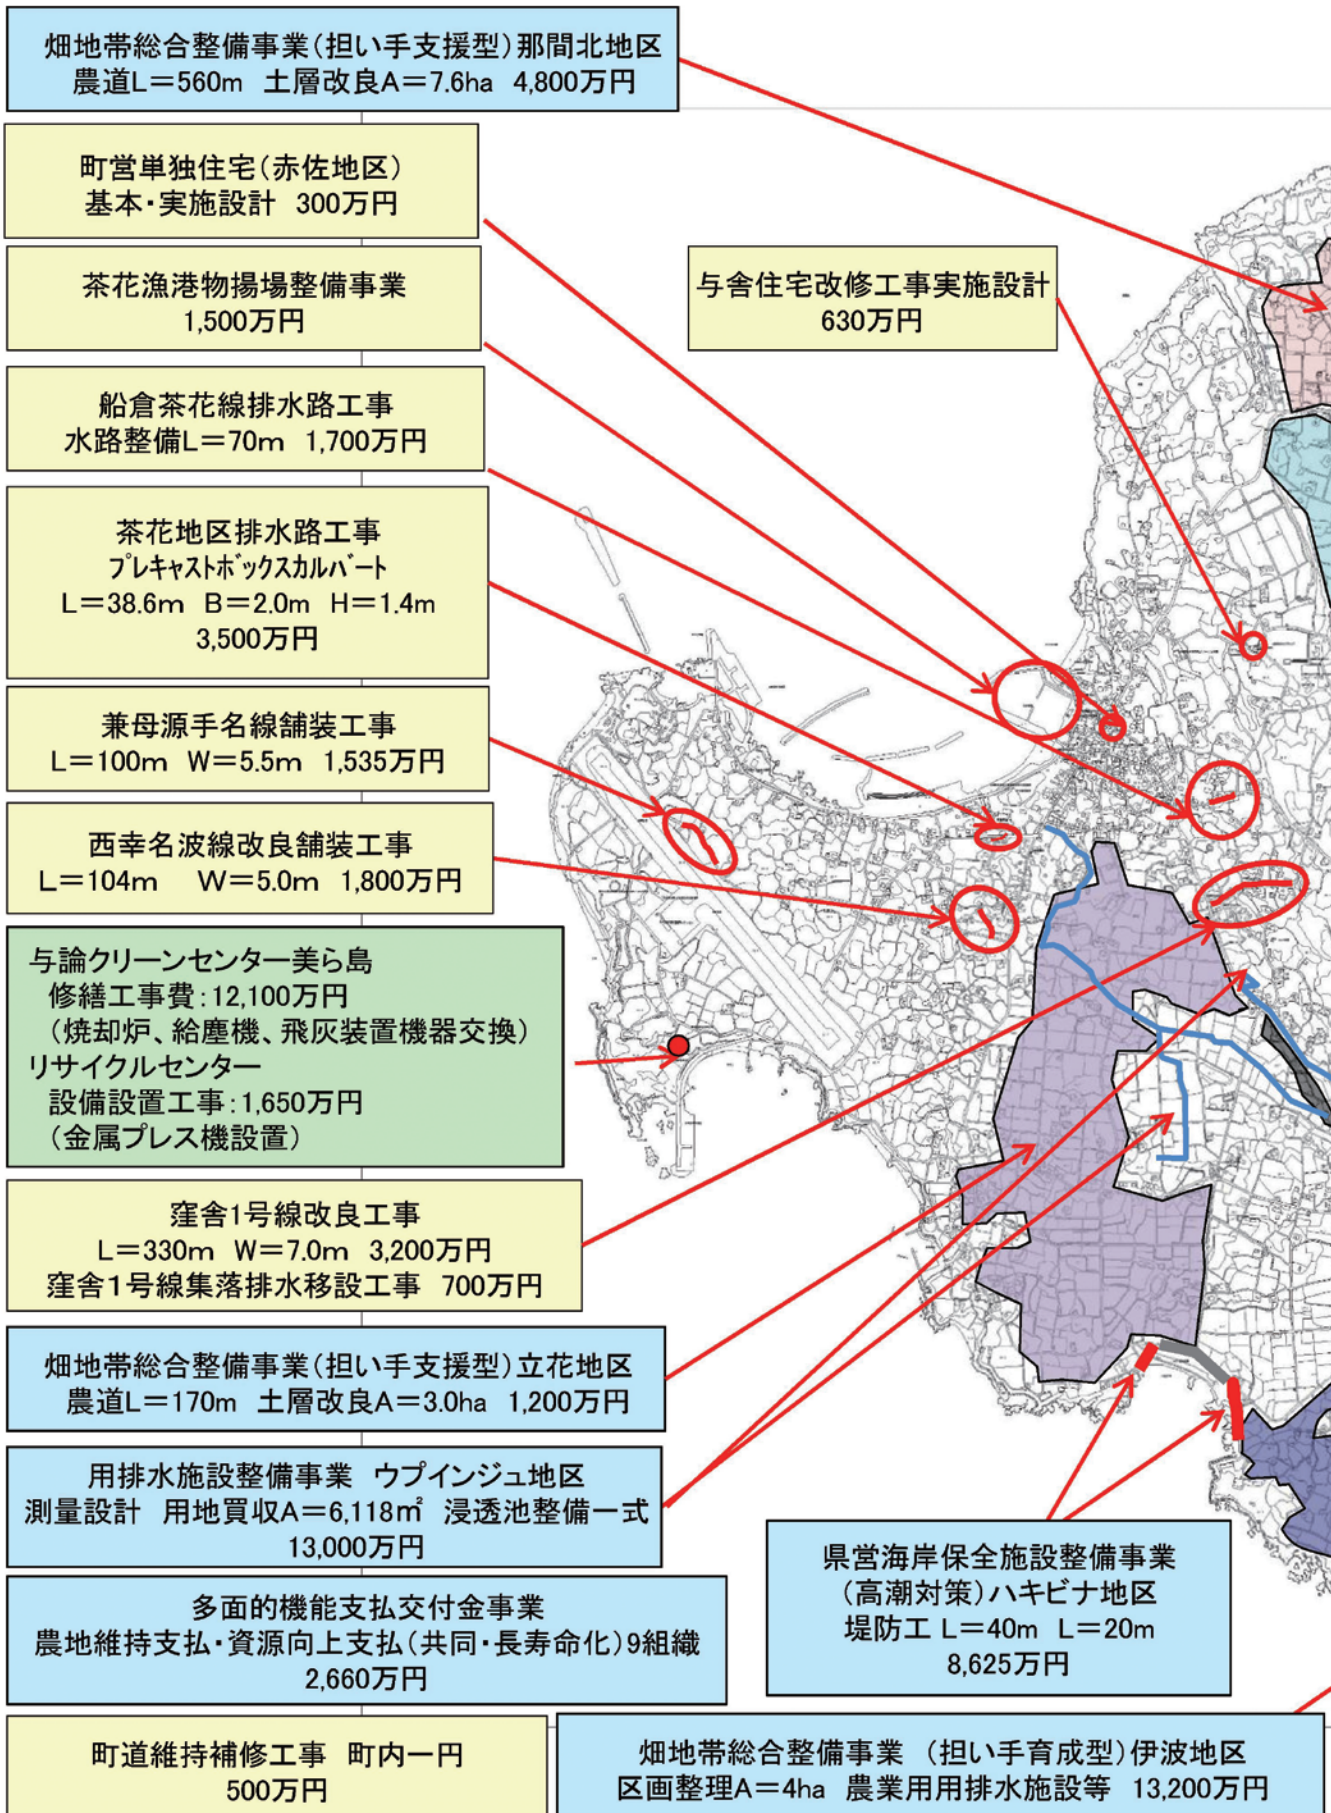 畑地帯総合整備事業(担い手支援型)那間北地区
農道L=560m 土層改良A=7.6ha 4,800万円
町営単独住宅(赤佐地区)
基本・実施設計 300万円
茶花漁港物揚場整備事業
1,500万円
与舎住宅改修工事実施設計
630万円
船倉茶花線排水路工事
水路整備L=70m 1,700万円
茶花地区排水路工事
プレキャストボックスカルバート
L=38.6m B=2.0m H=1.4m
3,500万円
兼母源手名線舗装工事
L=100m W=5.5m 1,535万円
西幸名波線改良舗装工事
L=104m W=5.0m 1,800万円
与論クリーンセンター美ら島
修繕工事費:12,100万円
(焼却炉、給塵機、飛灰装置機器交換)
リサイクルセンター
設備設置工事:1,650万円
(金属プレス機設置)
窪舎1号線改良工事
L=330m W=7.0m 3,200万円
窪舎1号線集落排水移設工事 700万円
畑地帯総合整備事業(担い手支援型)立花地区
農道L=170m 土層改良A=3.0ha 1,200万円
用排水施設整備事業 ウプインジュ地区
測量設計 用地買収A=6,118㎡ 浸透池整備一式
13,000万円
多面的機能支払交付金事業
農地維持支払・資源向上支払(共同・長寿命化)9組織
2,660万円
県営海岸保全施設整備事業
(高潮対策)ハキビナ地区
堤防工 L=40m L=20m
8,625万円
町道維持補修工事 町内一円
500万円
畑地帯総合整備事業 (担い手育成型)伊波地区
区画整理A=4ha 農業用用排水施設等 13,200万円